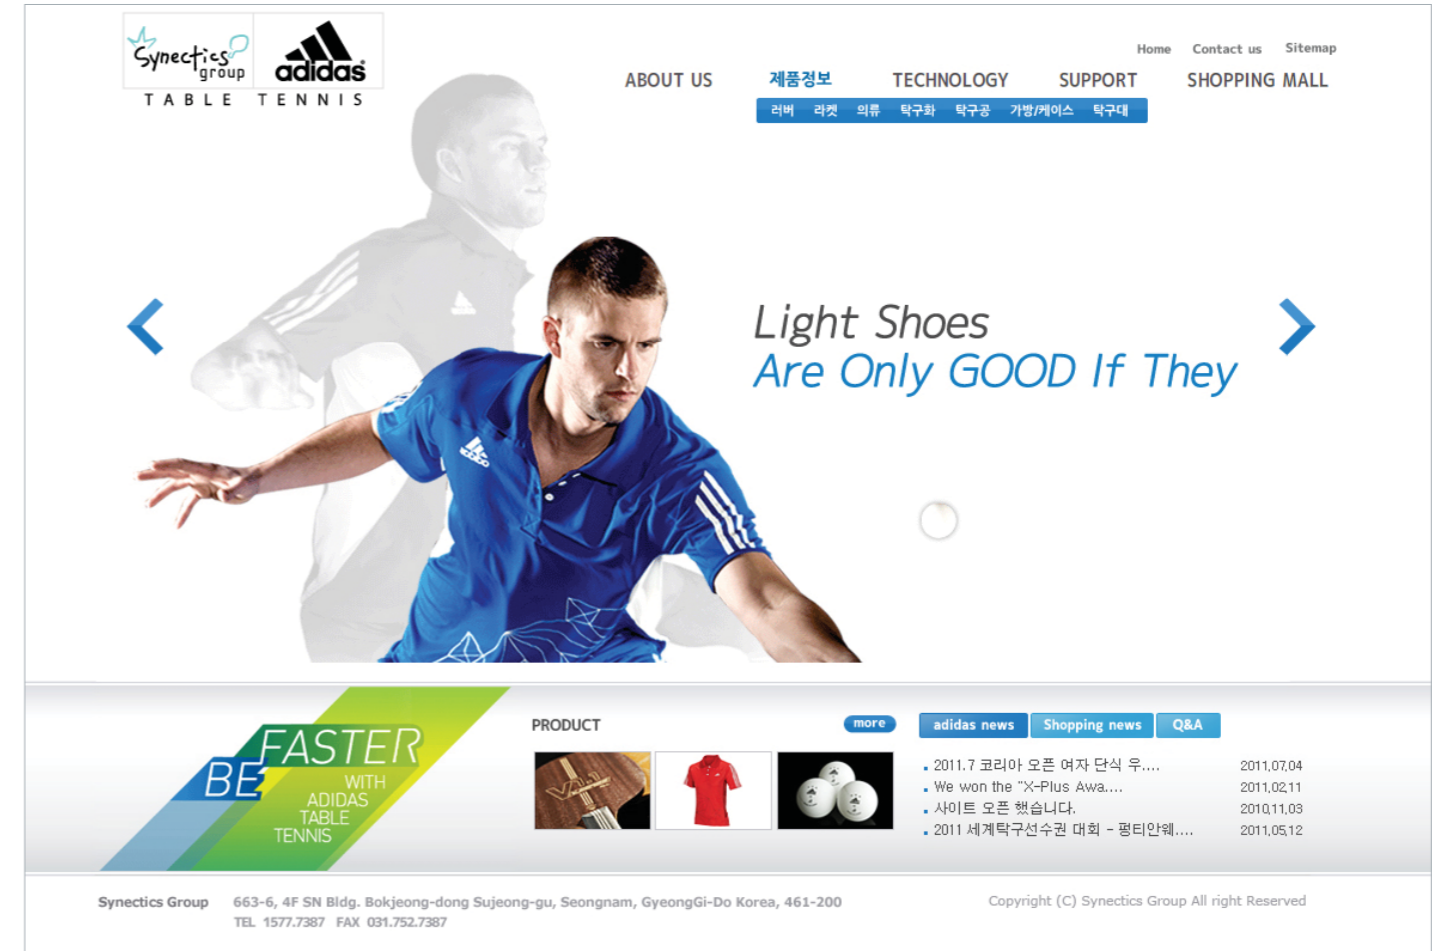 Synectics
group
adidas
TABLE TENNIS
Home Contact us Sitemap
ABOUT US 제품정보 TECHNOLOGY SUPPORT SHOPPING MALL
러버 라켓 의류 탁구화 탁구공 가방/케이스 탁구대
Light Shoes
Are Only GOOD If They
adidas
BE FASTER
WITH
ADIDAS
TABLE
TENNIS
PRODUCT more
adidas news Shopping news Q&A
2011.7 코리아 오픈 여자 단식 우.... 2011.07.04
We won the "X-Plus Awa.... 2011.02.11
사이트 오픈 했습니다. 2010.11.03
2011 세계탁구선수권 대회 - 펑티안웨.... 2011.05.12
Synectics Group 663-6, 4F SN Bldg. Bokjeong-dong Sujeong-gu, Seongnam, GyeongGi-Do Korea, 461-200 Copyright (C) Synectics Group All right Reserved
TEL 1577.7387 FAX 031.752.7387